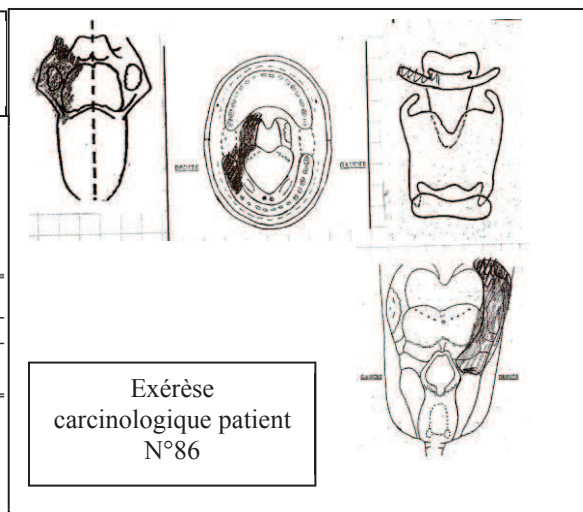 DROITE
GAUCHE
GAUCHE
DROITE
Exérèse
carcinologique patient
N°86